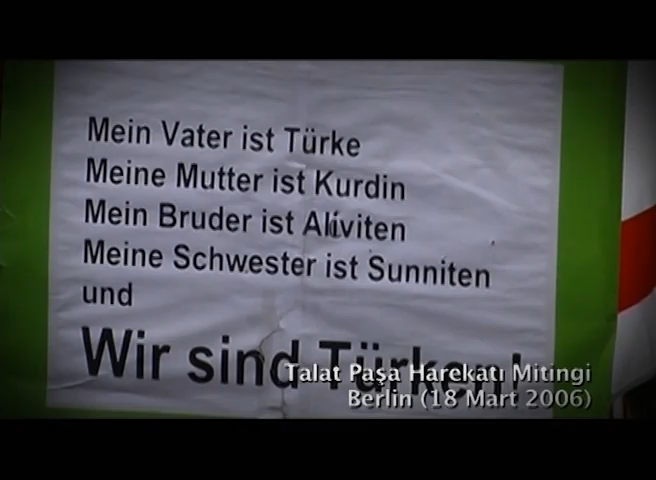 Mein Vater ist Türke
Meine Mutter ist Kurdin
Mein Bruder ist Aliviten
Meine Schwester ist Sunniten
und
Wir sind Türken!
Talat Paşa Harekatı Mitingi
Berlin (18 Mart 2006)